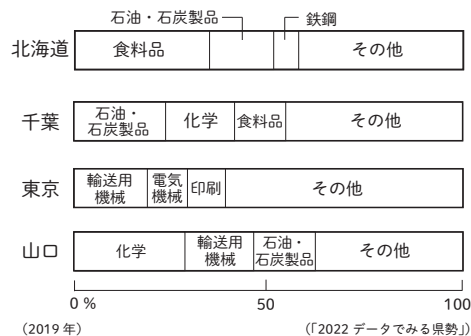 石油・石炭製品
鉄鋼
北海道 食料品 その他
千葉 石油・石炭製品 化学 食料品 その他
東京 輸送用機械 電気機械 印刷 その他
山口 化学 輸送用機械 石油・石炭製品 その他
0 % 50 100
(2019 年) (「2022 データでみる県勢」)